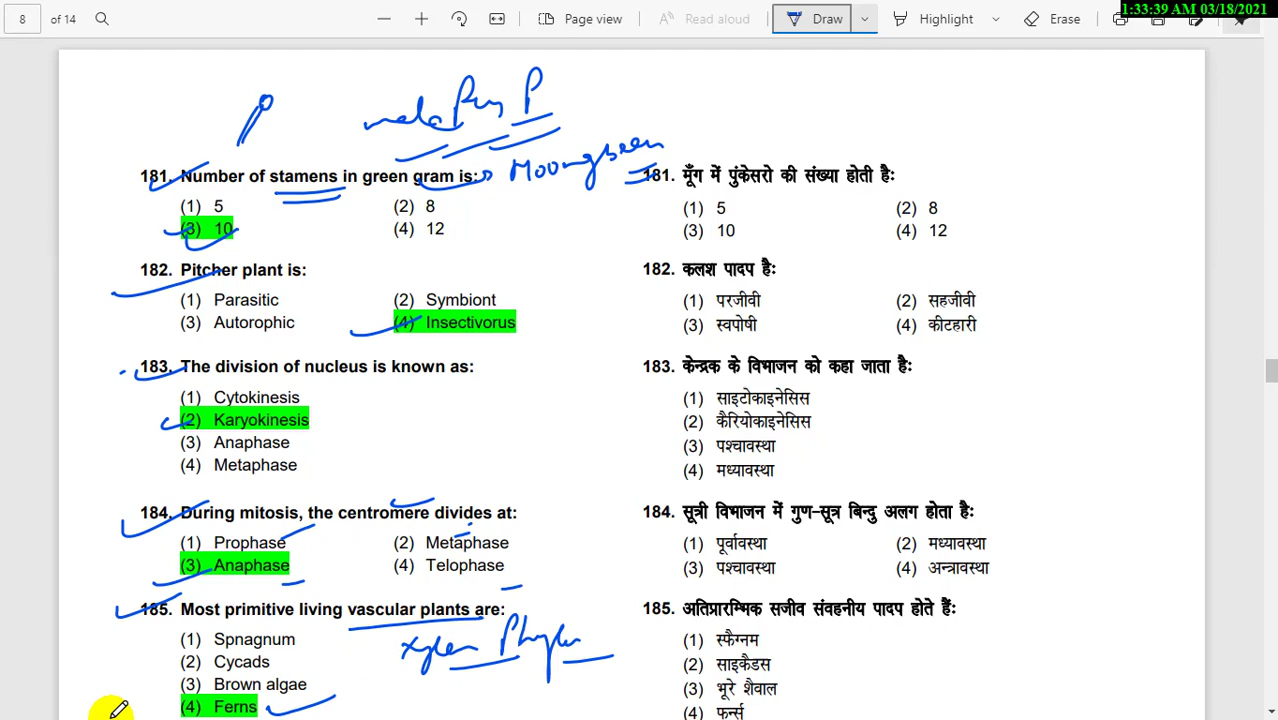 8 of 14 Page view Read aloud Draw Highlight Erase
1:33:39 AM 03/18/2021
Moongbeen
181. Number of stamens in green gram is:
(1) 5 (2) 8
(3) 10 (4) 12
182. Pitcher plant is:
(1) Parasitic (2) Symbiont
(3) Autorophic (4) Insectivorus
183. The division of nucleus is known as:
(1) Cytokinesis
(2) Karyokinesis
(3) Anaphase
(4) Metaphase
184. During mitosis, the centromere divides at:
(1) Prophase (2) Metaphase
(3) Anaphase (4) Telophase
185. Most primitive living vascular plants are:
(1) Spnagnum
(2) Cycads
(3) Brown algae
(4) Ferns
181. मूँग में पुंकेसरो की संख्या होती हैः
(1) 5 (2) 8
(3) 10 (4) 12
182. कलश पादप हैः
(1) परजीवी (2) सहजीवी
(3) स्वपोषी (4) कीटहारी
183. केन्द्रक के विभाजन को कहा जाता हैः
(1) साइटोकाइनेसिस
(2) कैरियोकाइनेसिस
(3) पश्चावस्था
(4) मध्यावस्था
184. सूत्री विभाजन में गुण-सूत्र बिन्दु अलग होता हैः
(1) पूर्वावस्था (2) मध्यावस्था
(3) पश्चावस्था (4) अन्त्रावस्था
185. अतिप्रारम्भिक सजीव संवहनीय पादप होते हैंः
(1) स्फैग्नम
(2) साइकैडस
(3) भूरे शैवाल
(4) फर्न्स